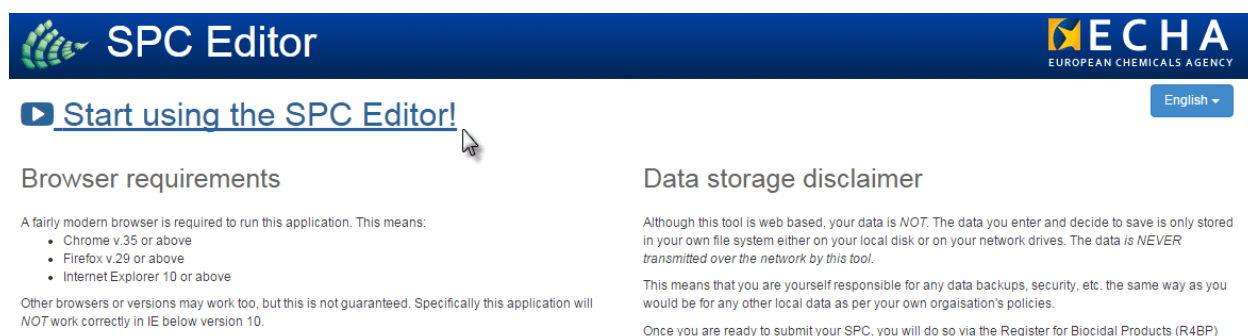 SPC Editor
ECHA
EUROPEAN CHEMICALS AGENCY
English
Start using the SPC Editor!
Browser requirements
A fairly modern browser is required to run this application. This means:
• Chrome v.35 or above
• Firefox v.29 or above
• Internet Explorer 10 or above
Other browsers or versions may work too, but this is not guaranteed. Specifically this application will
NOT work correctly in IE below version 10.
Data storage disclaimer
Although this tool is web based, your data is NOT. The data you enter and decide to save is only stored
in your own file system either on your local disk or on your network drives. The data is NEVER
transmitted over the network by this tool.
This means that you are yourself responsible for any data backups, security, etc. the same way as you
would be for any other local data as per your own orgaisation's policies.
Once you are ready to submit your SPC, you will do so via the Register for Biocidal Products (R4BP)